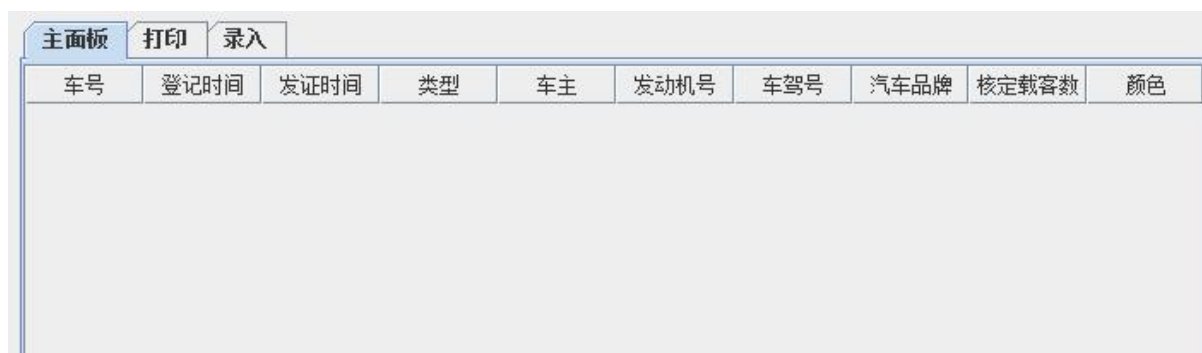 主面板 打印 录入
车号 登记时间 发证时间 类型 车主 发动机号 车驾号 汽车品牌 核定载客数 颜色